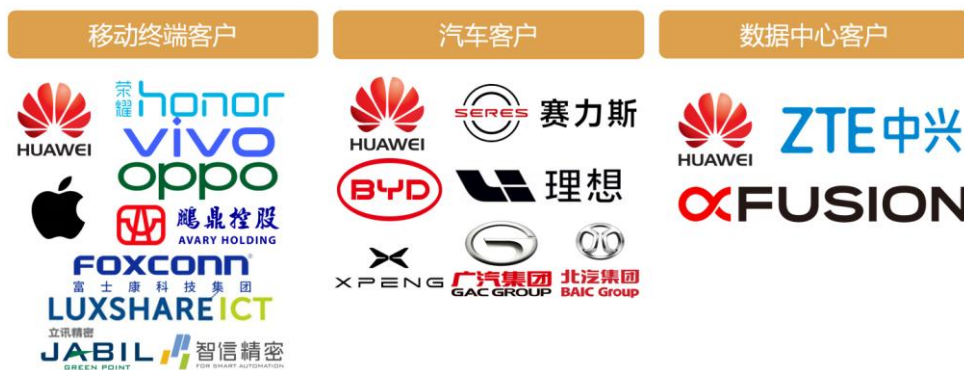 移动终端客户
HUAWEI
荣耀 honor
vivo
oppo
鹏鼎控股
AVARY HOLDING
FOXCONN
富士康科技集团
LUXSHARE ICT
立讯精密
JABIL
GREEN POINT
智信精密
FOR SMART AUTOMATION
汽车客户
HUAWEI
SERES 赛力斯
BYD
理想
XPENG
广汽集团
GAC GROUP
北汽集团
BAIC Group
数据中心客户
HUAWEI
ZTE中兴
XFUSION